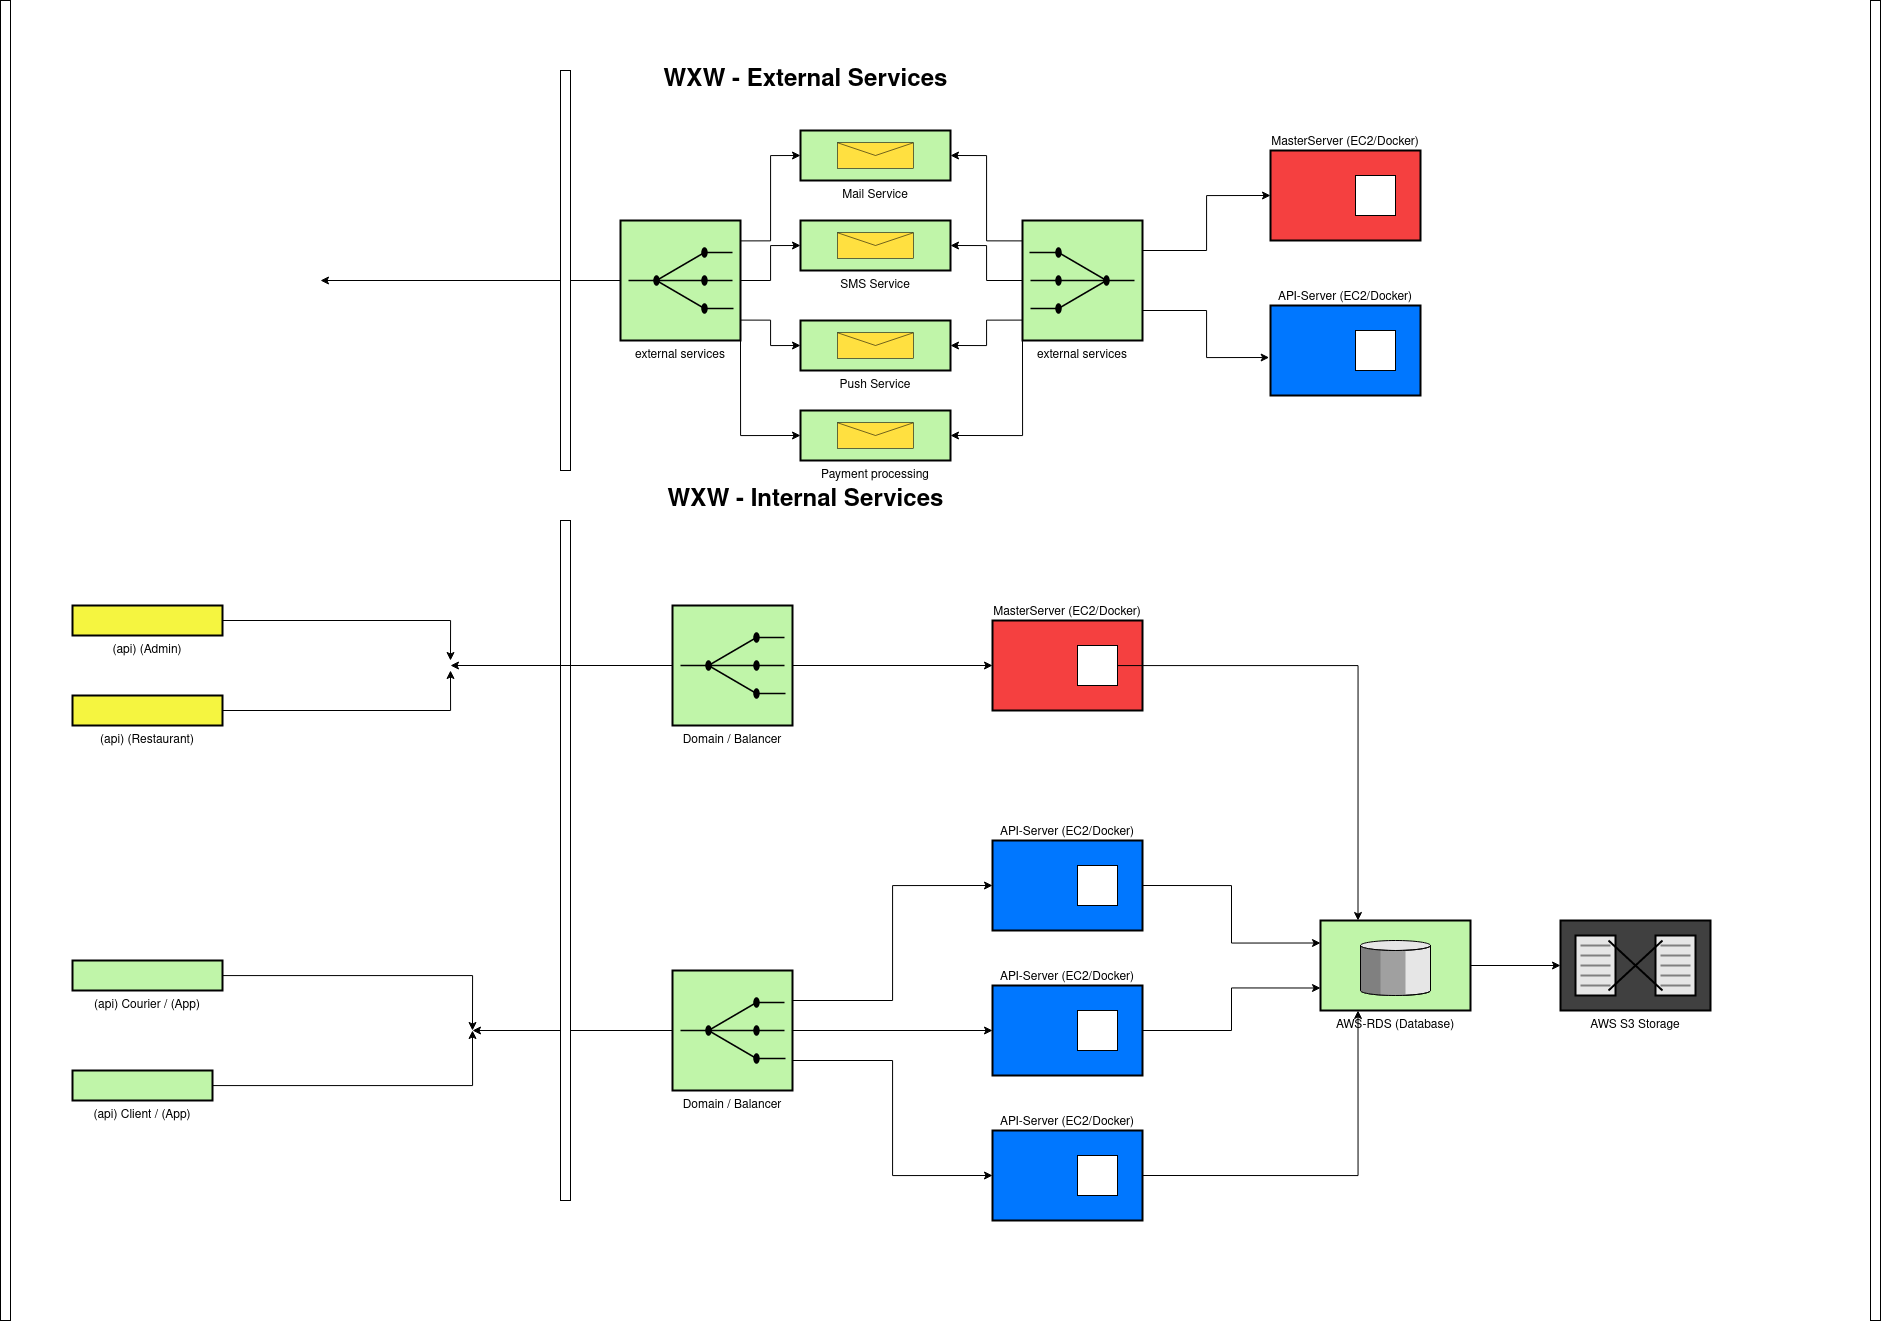 WXW - External Services
MasterServer (EC2/Docker)
Mail Service
SMS Service
API-Server (EC2/Docker)
external services
external services
Push Service
Payment processing
WXW - Internal Services
MasterServer (EC2/Docker)
(api) (Admin)
(api) (Restaurant)
Domain / Balancer
API-Server (EC2/Docker)
API-Server (EC2/Docker)
(api) Courier / (App)
AWS-RDS (Database)
AWS S3 Storage
Domain / Balancer
(api) Client / (App)
API-Server (EC2/Docker)